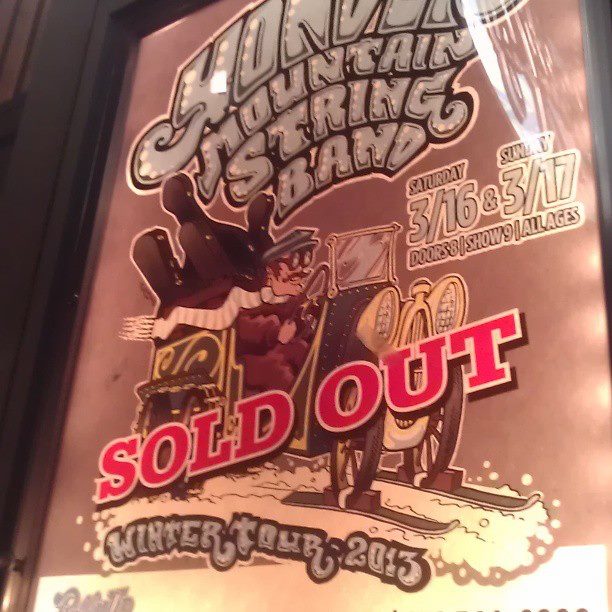 YONDER
MOUNTAIN
STRING
BAND
SATURDAY SUNDAY
3/16 & 3/17
DOORS 8 | SHOW 9 | ALL AGES
SOLD OUT
WINTER TOUR 2013